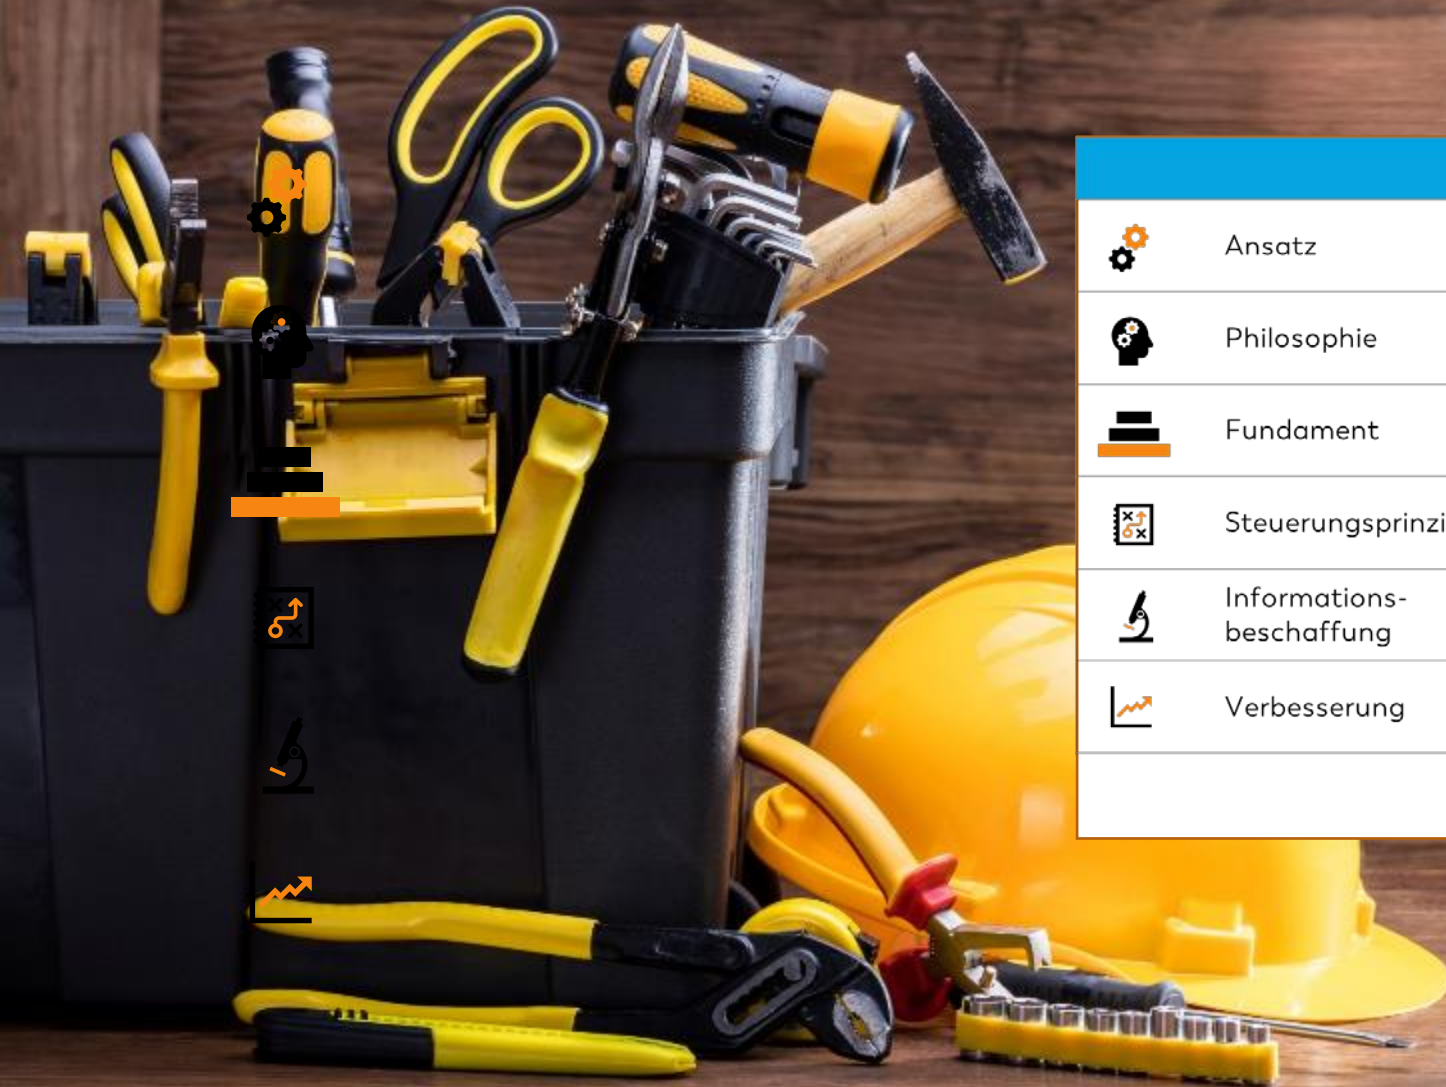 Ansatz
Philosophie
Fundament
Steuerungsprinzi
Informations-
beschaffung
Verbesserung